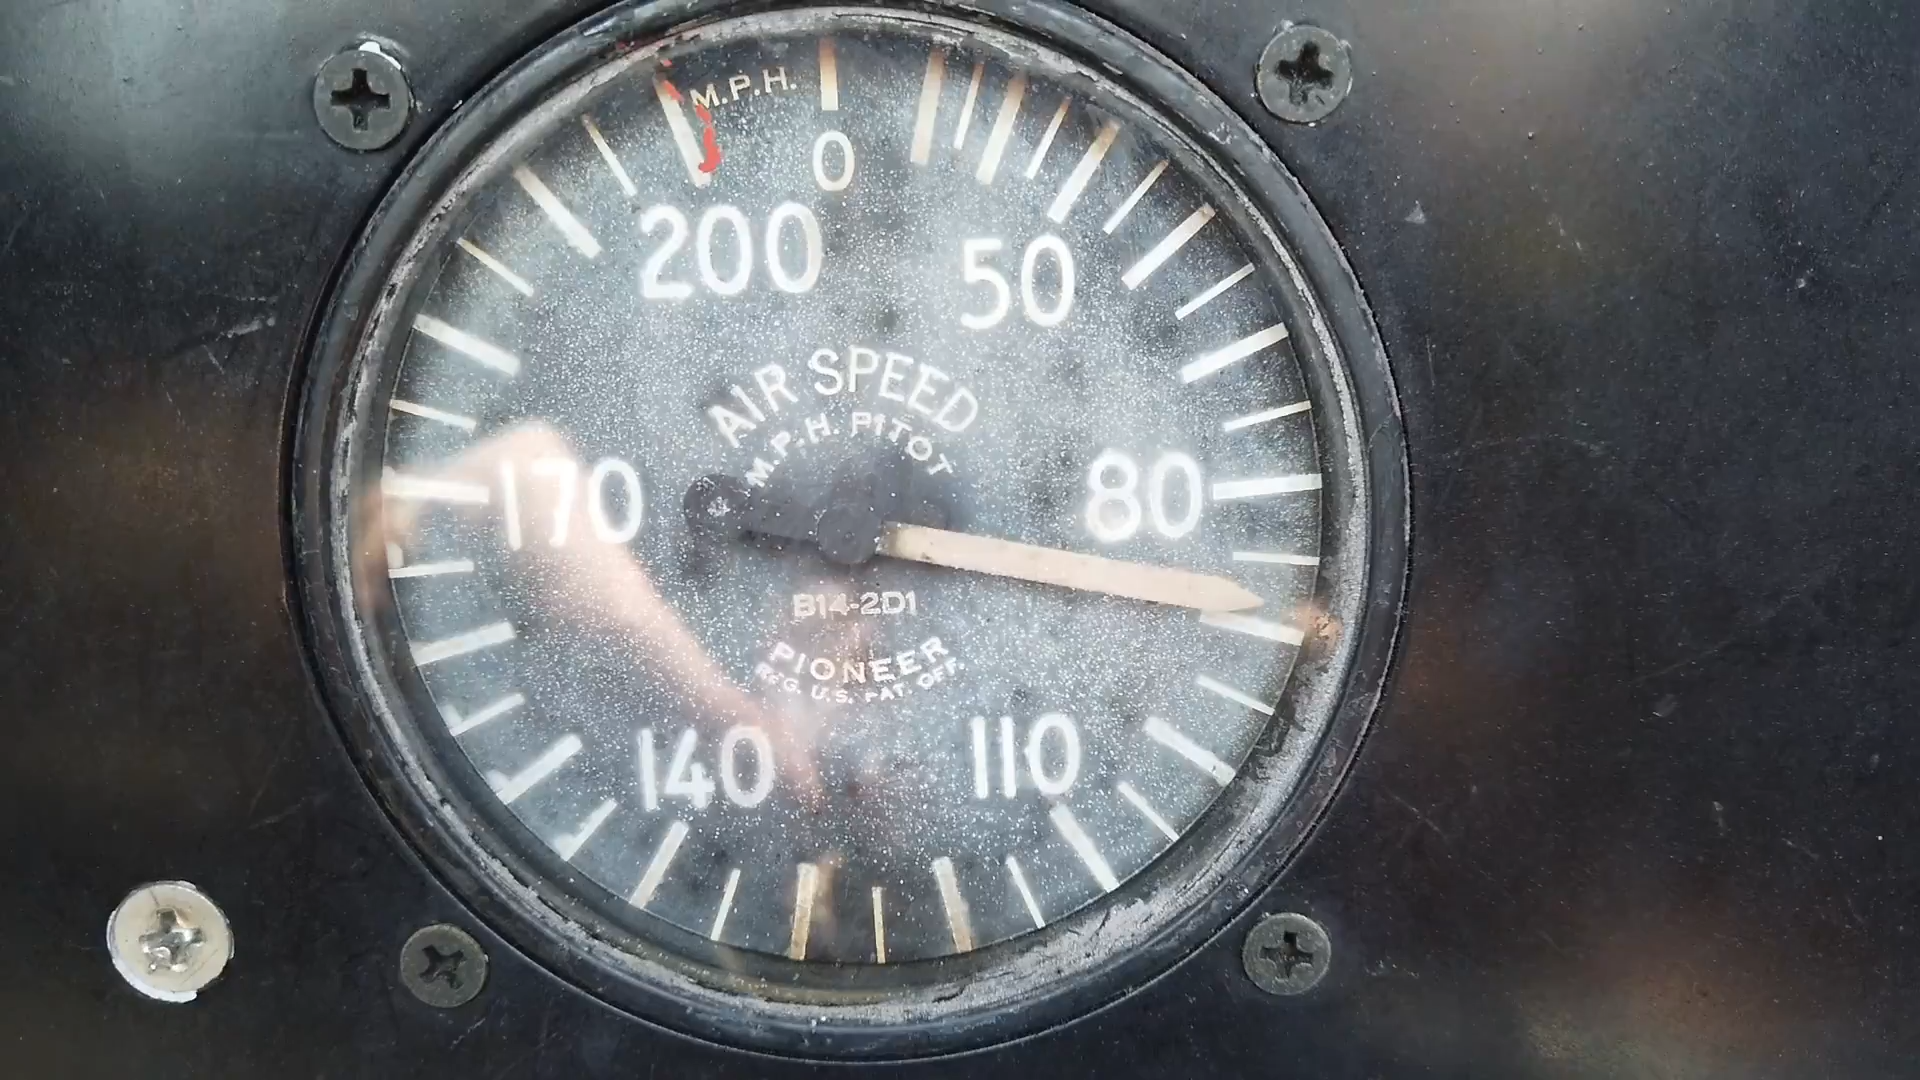 M.P.H.
0
200
50
AIR SPEED
M.P.H. PITOT
170
80
B14-2D1
PIONEER
REG. U.S. PAT. OFF.
140
110